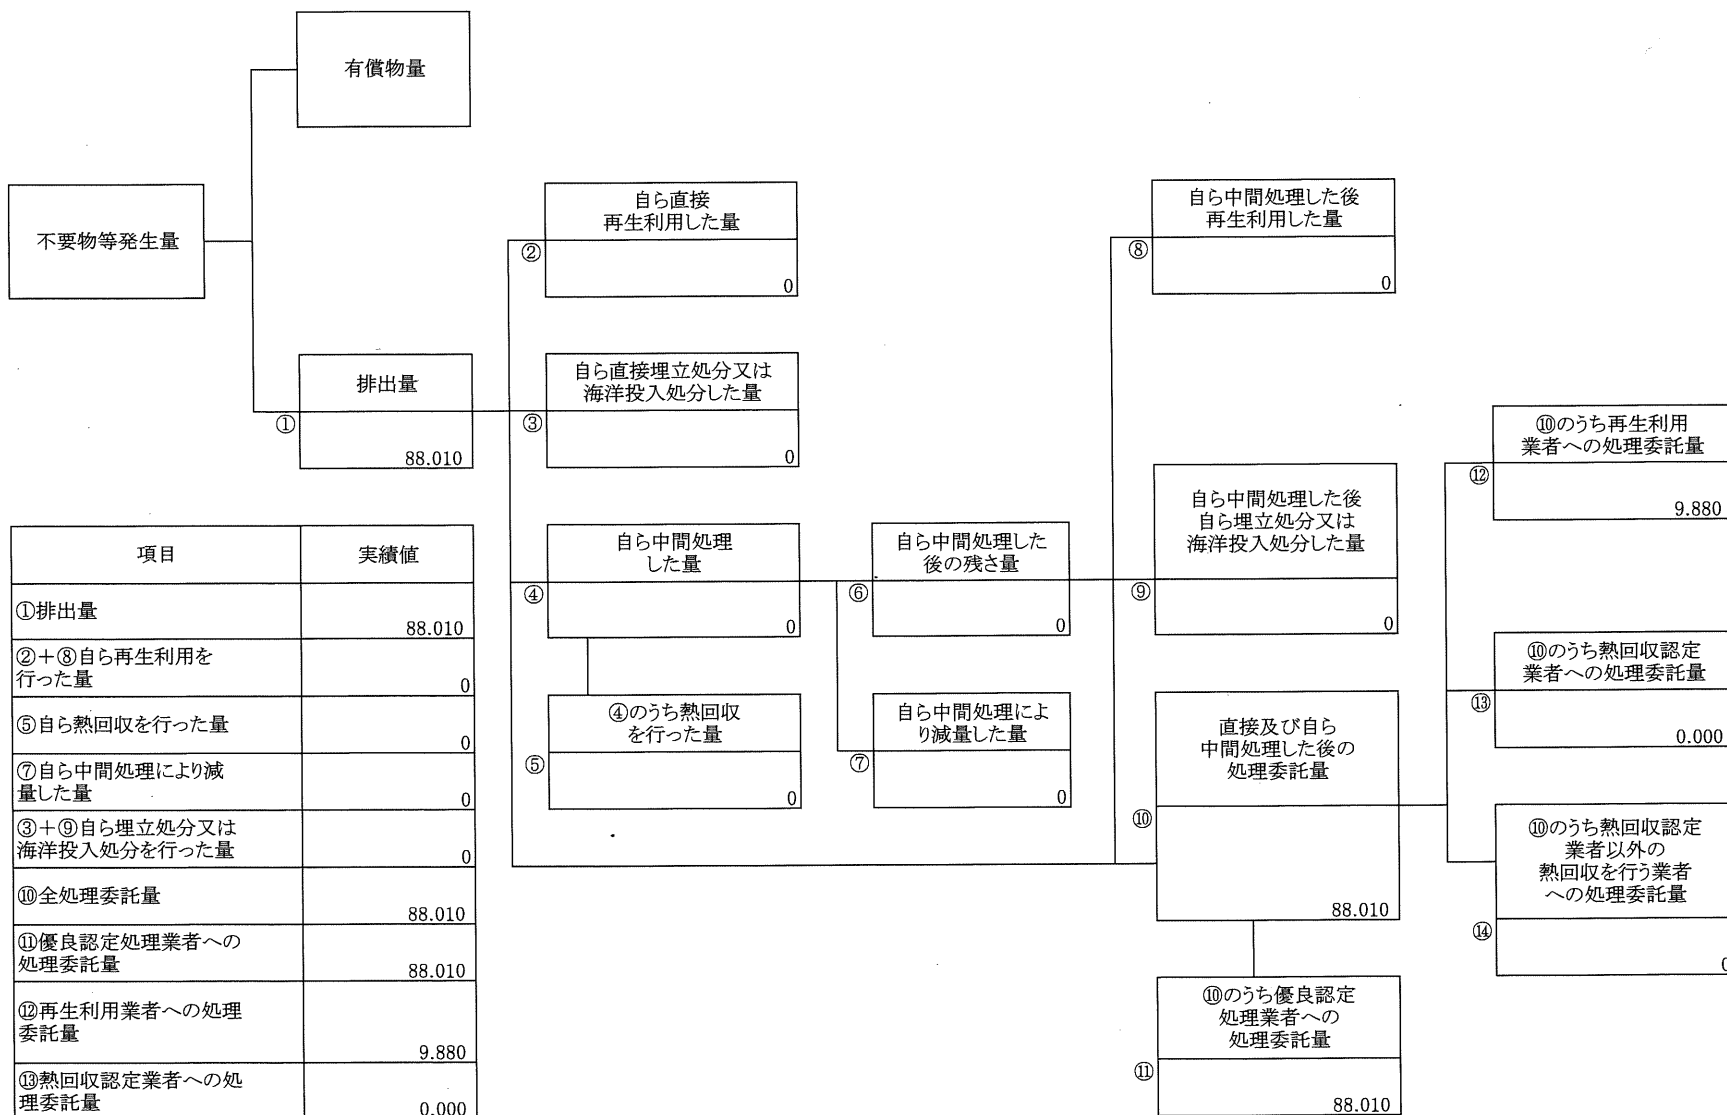 有償物量
不要物等発生量
①
排出量
88.010
②
自ら直接
再生利用した量
0
③
自ら直接埋立処分又は
海洋投入処分した量
0
④
自ら中間処理
した量
0
⑤
④のうち熱回収
を行った量
0
⑥
自ら中間処理した
後の残さ量
0
⑦
自ら中間処理によ
り減量した量
0
⑧
自ら中間処理した後
再生利用した量
0
⑨
自ら中間処理した後
自ら埋立処分又は
海洋投入処分した量
0
⑩
直接及び自ら
中間処理した後の
処理委託量
88.010
⑪
⑩のうち優良認定
処理業者への
処理委託量
88.010
⑫
⑩のうち再生利用
業者への処理委託量
9.880
⑬
⑩のうち熱回収認定
業者への処理委託量
0.000
⑭
⑩のうち熱回収認定
業者以外の
熱回収を行う業者
への処理委託量
0
項目 実績値
①排出量
88.010
②+⑧自ら再生利用を
行った量
0
⑤自ら熱回収を行った量
0
⑦自ら中間処理により減
量した量
0
③+⑨自ら埋立処分又は
海洋投入処分を行った量
0
⑩全処理委託量
88.010
⑪優良認定処理業者への
処理委託量
88.010
⑫再生利用業者への処理
委託量
9.880
⑬熱回収認定業者への処
理委託量
0.000